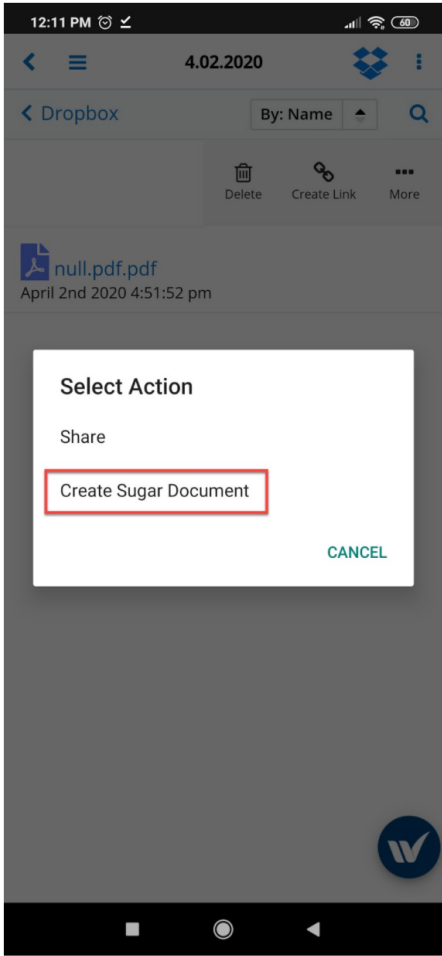 12:11 PM 60
4.02.2020
Dropbox By: Name
Delete Create Link More
null.pdf.pdf
April 2nd 2020 4:51:52 pm
Select Action
Share
Create Sugar Document
CANCEL
W